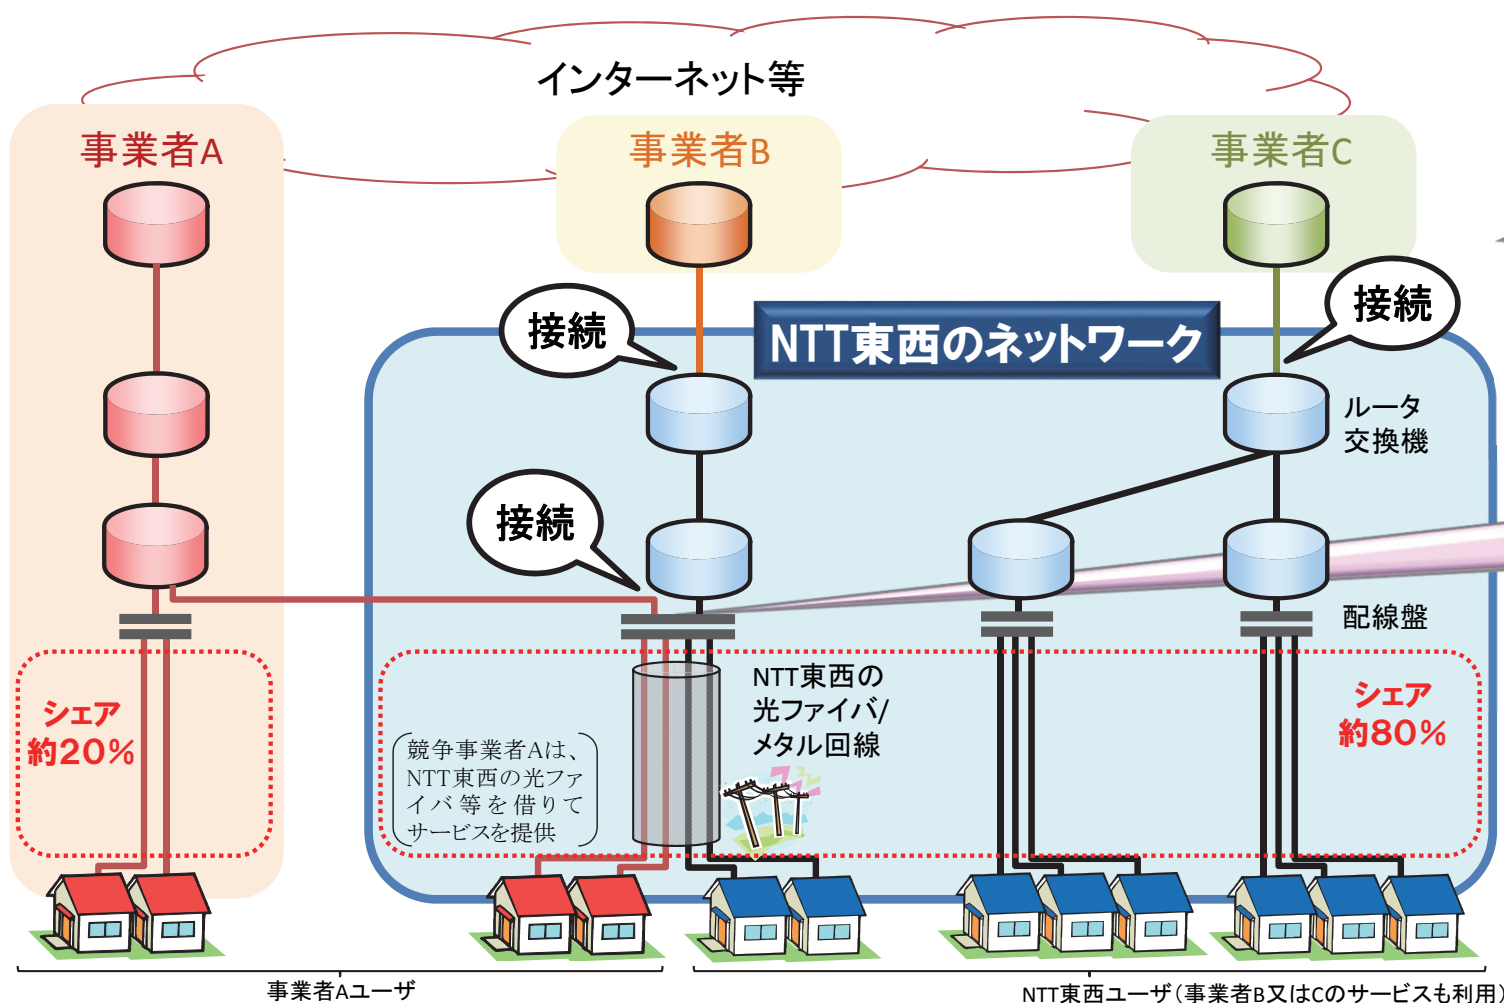 インターネット等
事業者A
事業者B
事業者C
接続
接続
NTT東西のネットワーク
ルータ
交換機
接続
配線盤
シェア
約20%
NTT東西の
光ファイバ/
メタル回線
シェア
約80%
競争事業者Aは、
NTT東西の光ファ
イバ等を借りて
サービスを提供
事業者Aユーザ
NTT東西ユーザ(事業者B又はCのサービスも利用)